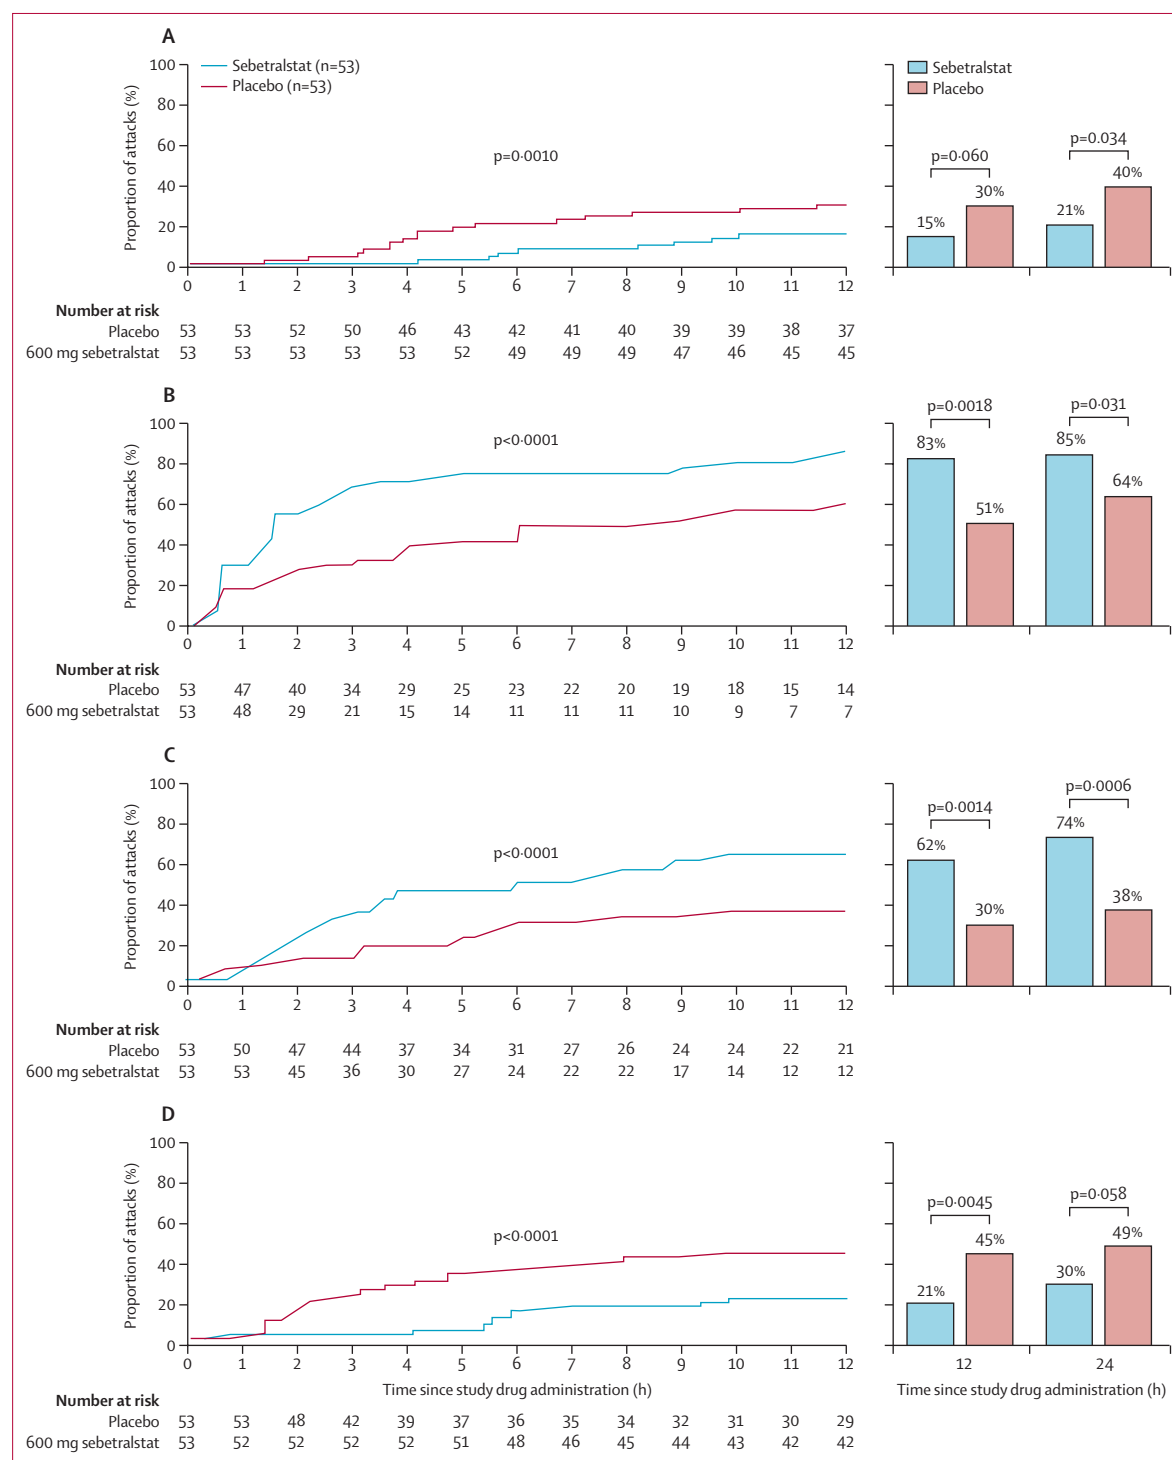 A
Sebetralstat (n=53)
Placebo (n=53)
Proportion of attacks (%)
100
80
60
40
20
0
p=0·0010
0 1 2 3 4 5 6 7 8 9 10 11 12
Sebetralstat
Placebo
p=0·060
p=0·034
15%
30%
21%
40%
Number at risk
Placebo 53 53 52 50 46 43 42 41 40 39 39 38 37
600 mg sebetralstat 53 53 53 53 53 52 49 49 49 47 46 45 45
B
Proportion of attacks (%)
100
80
60
40
20
0
p<0·0001
0 1 2 3 4 5 6 7 8 9 10 11 12
p=0·0018
p=0·031
83%
51%
85%
64%
Number at risk
Placebo 53 47 40 34 29 25 23 22 20 19 18 15 14
600 mg sebetralstat 53 48 29 21 15 14 11 11 11 10 9 7 7
C
Proportion of attacks (%)
100
80
60
40
20
0
p<0·0001
0 1 2 3 4 5 6 7 8 9 10 11 12
p=0·0014
p=0·0006
62%
30%
74%
38%
Number at risk
Placebo 53 50 47 44 37 34 31 27 26 24 24 22 21
600 mg sebetralstat 53 53 45 36 30 27 24 22 22 17 14 12 12
D
Proportion of attacks (%)
100
80
60
40
20
0
p<0·0001
0 1 2 3 4 5 6 7 8 9 10 11 12
Time since study drug administration (h)
p=0·0045
p=0·058
21%
45%
30%
49%
12 24
Time since study drug administration (h)
Number at risk
Placebo 53 53 48 42 39 37 36 35 34 32 31 30 29
600 mg sebetralstat 53 52 52 52 52 51 48 46 45 44 43 42 42